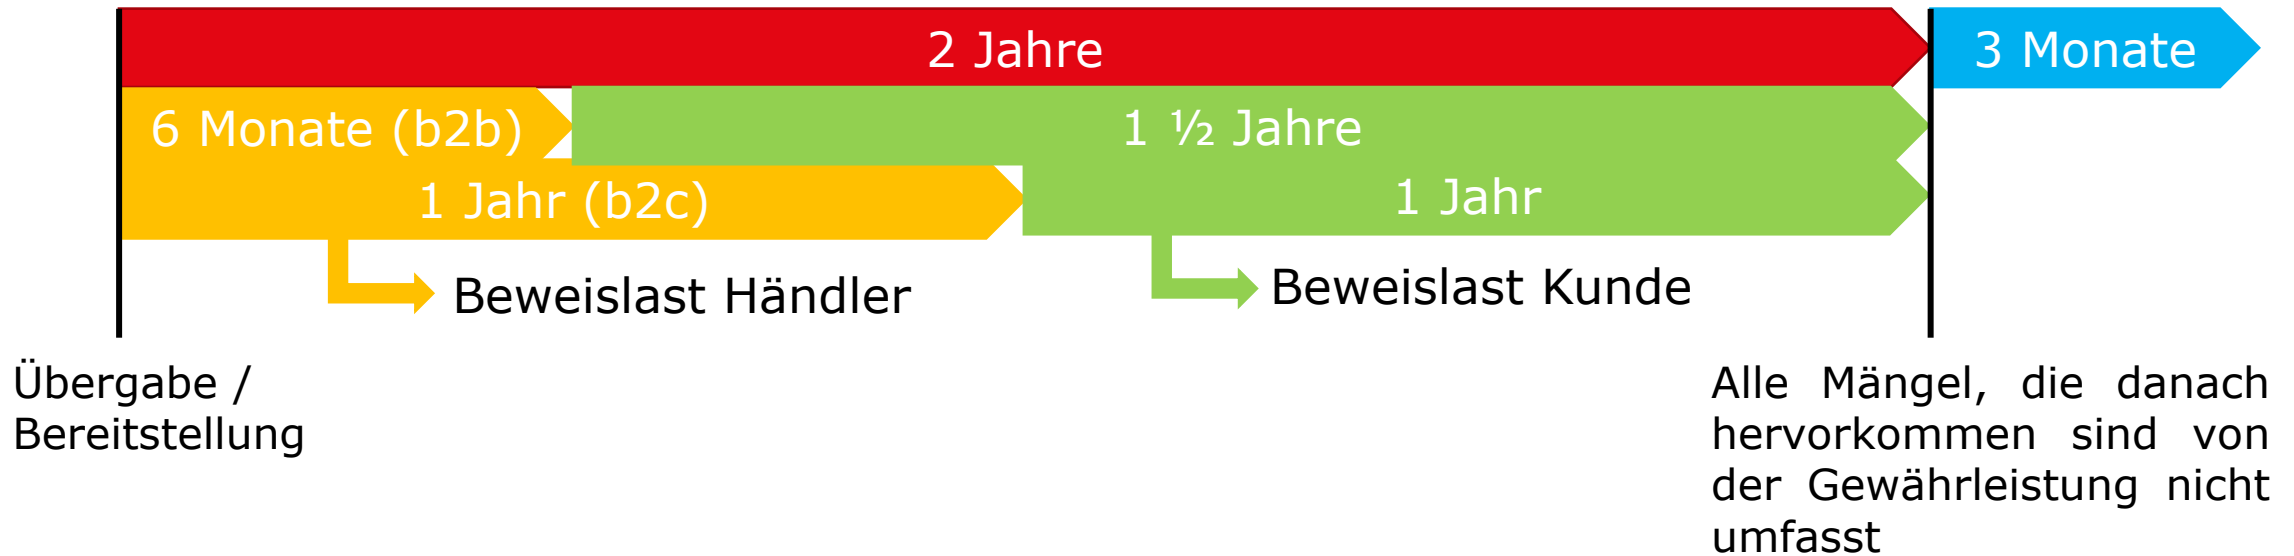 2 Jahre
3 Monate
6 Monate (b2b)
1 ½ Jahre
1 Jahr (b2c)
1 Jahr
Beweislast Händler
Beweislast Kunde
Übergabe /
Bereitstellung
Alle Mängel, die danach
hervorkommen sind von
der Gewährleistung nicht
umfasst